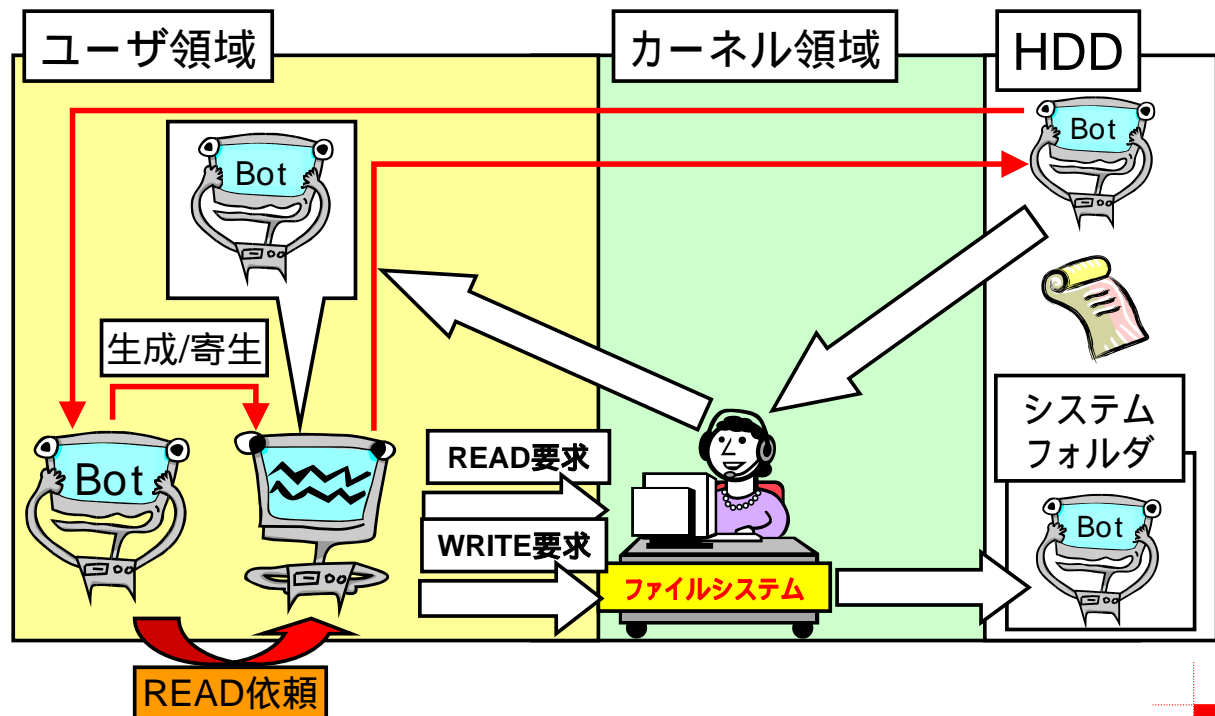 ユーザ領域
カーネル領域
HDD
Bot
Bot
生成/寄生
システム
フォルダ
Bot
READ要求
WRITE要求
Bot
ファイルシステム
READ依頼